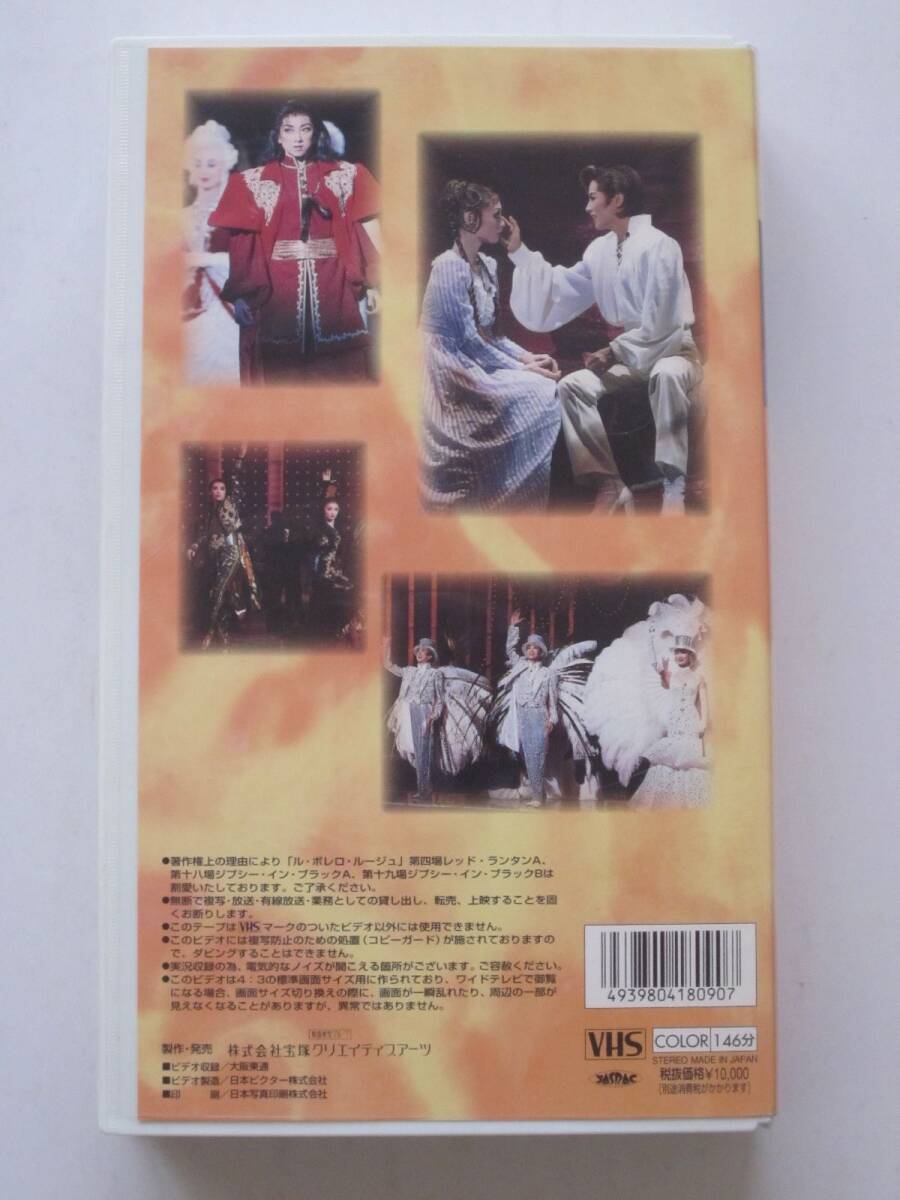 ●著作権上の理由により「ル・ボレロ・ルージュ」第四場レッド・ランタンA、
第十八場ジプシー・イン・ブラックA、第十九場ジプシー・イン・ブラックBは
割愛いたしております。ご了承ください。
●無断で複写・放送・有線放送・業務としての貸し出し、転売、上映することを固
くお断りします。
●このテープはVHSマークのついたビデオ以外には使用できません。
●このビデオには複写防止のための処置(コピーガード)が施されておりますの
で、ダビングすることはできません。
●実況収録の為、電気的なノイズが聞こえる箇所がございます。ご容赦ください。
●このビデオは4:3の標準画面サイズ用に作られており、ワイドテレビで御覧
になる場合、画面サイズ切り換えの際に、画面が一瞬乱れたり、周辺の一部が
見えなくなることがありますが、異常ではありません。
製作・発売 株式会社宝塚クリエイティブアーツ
■ビデオ収録/大阪東通
■ビデオ製造/日本ビクター株式会社
■印 刷/日本写真印刷株式会社
4939804180907
VHS COLOR 146分
STEREO MADE IN JAPAN
JASRAC 税抜価格¥10,000
[別途消費税がかかります]